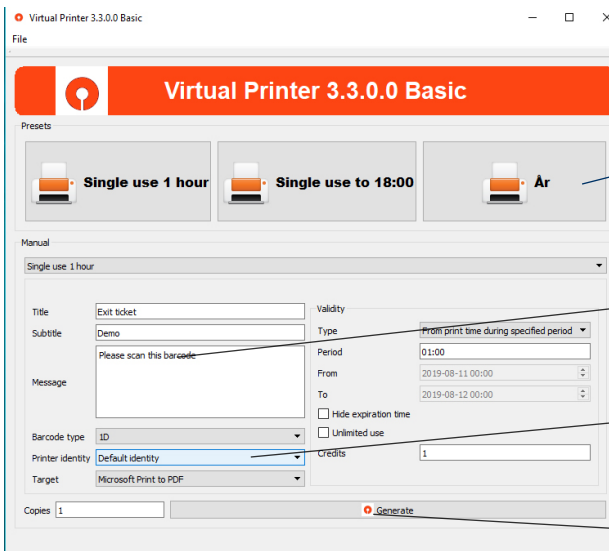 Virtual Printer 3.3.0.0 Basic
File
Virtual Printer 3.3.0.0 Basic
Presets
Single use 1 hour
Single use to 18:00
År
Manual
Single use 1 hour
Title Exit ticket
Subtitle Demo
Message Please scan this barcode
Barcode type 1D
Printer identity Default identity
Target Microsoft Print to PDF
Validity
Type From print time during specified period
Period 01:00
From 2019-08-11 00:00
To 2019-08-12 00:00
Hide expiration time
Unlimited use
Credits 1
Copies 1
Generate